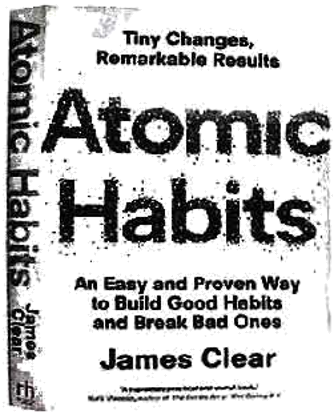 Tiny Changes,
Remarkable Results
Atomic
Habits
An Easy and Proven Way
to Build Good Habits
and Break Bad Ones
James Clear
Atomic Habits
James
Clear